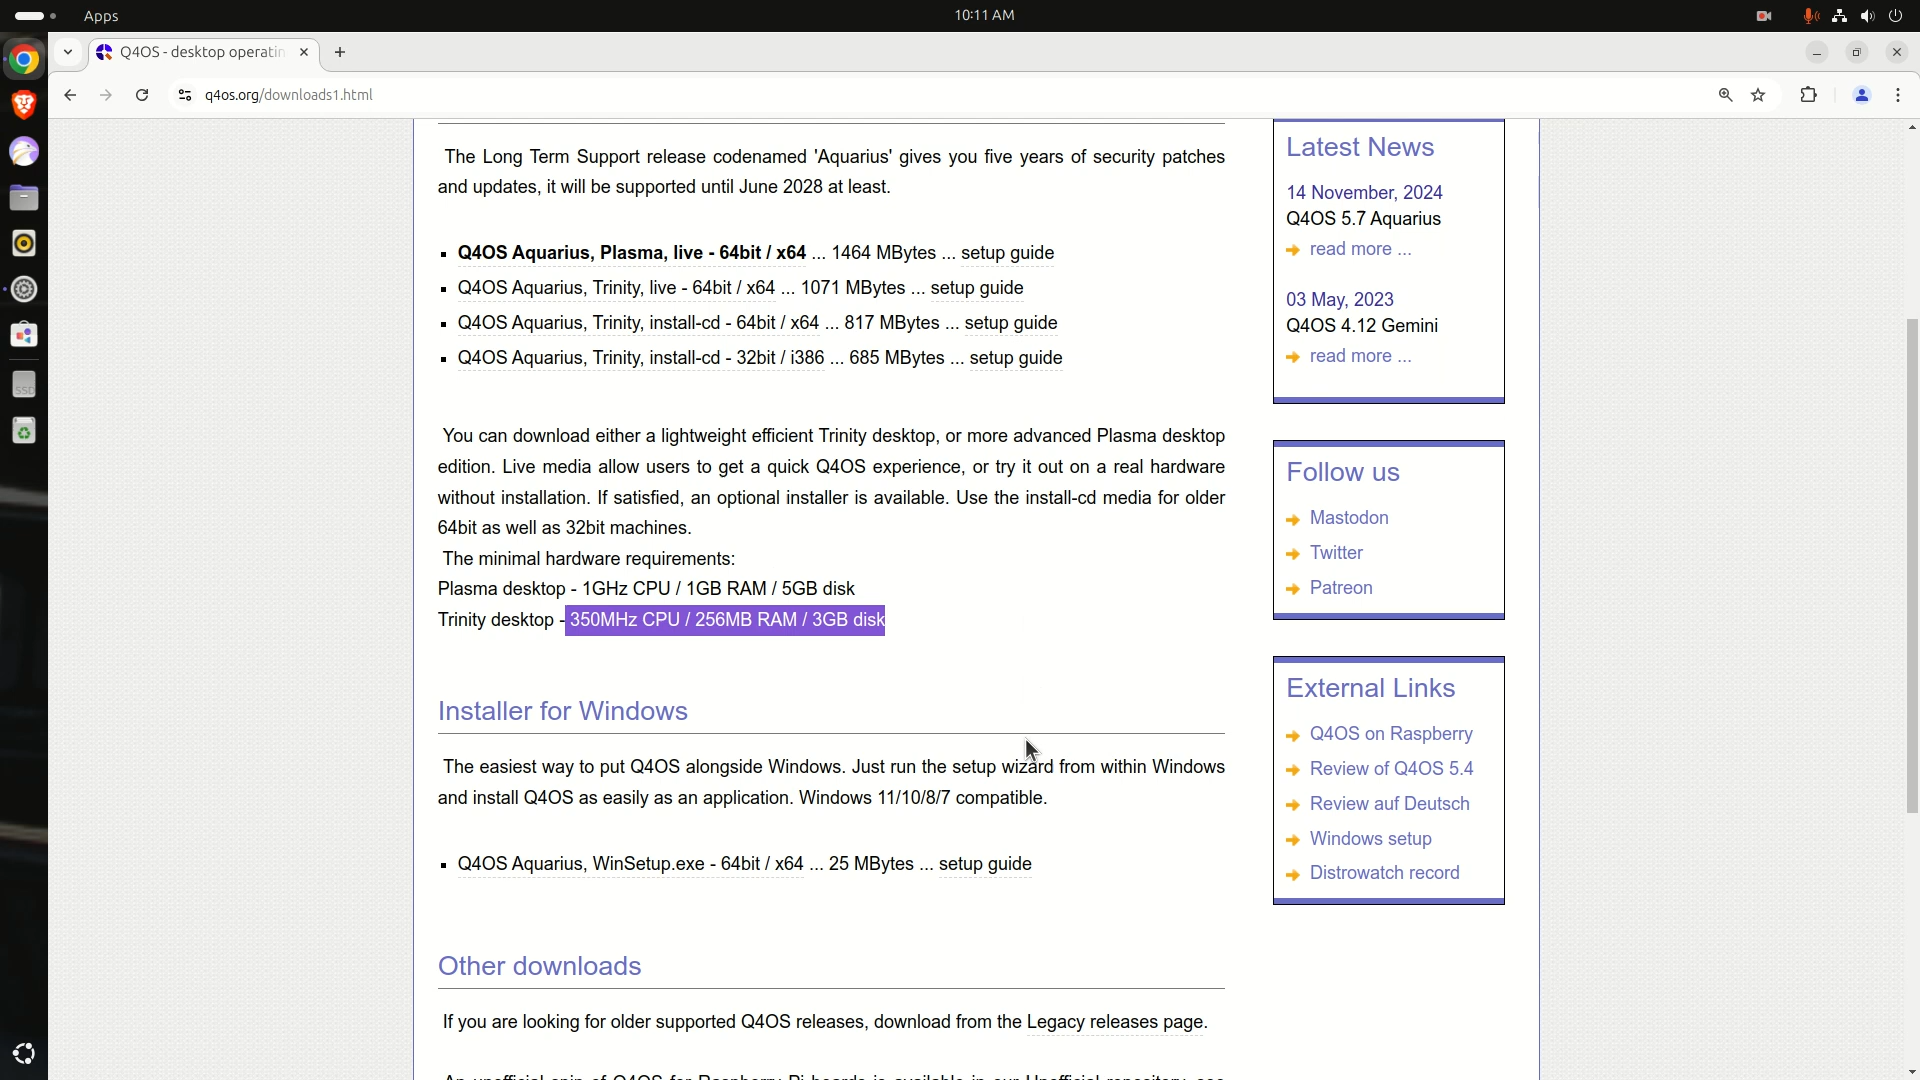 Apps
10:11 AM
Q4OS - desktop operatin
q4os.org/downloads1.html
The Long Term Support release codenamed 'Aquarius' gives you five years of security patches
and updates, it will be supported until June 2028 at least.
Q4OS Aquarius, Plasma, live - 64bit / x64 ... 1464 MBytes ... setup guide
Q4OS Aquarius, Trinity, live - 64bit / x64 ... 1071 MBytes ... setup guide
Q4OS Aquarius, Trinity, install-cd - 64bit / x64 ... 817 MBytes ... setup guide
Q4OS Aquarius, Trinity, install-cd - 32bit / i386 ... 685 MBytes ... setup guide
You can download either a lightweight efficient Trinity desktop, or more advanced Plasma desktop
edition. Live media allow users to get a quick Q4OS experience, or try it out on a real hardware
without installation. If satisfied, an optional installer is available. Use the install-cd media for older
64bit as well as 32bit machines.
The minimal hardware requirements:
Plasma desktop - 1GHz CPU / 1GB RAM / 5GB disk
Trinity desktop - 350MHz CPU / 256MB RAM / 3GB disk
Installer for Windows
The easiest way to put Q4OS alongside Windows. Just run the setup wizard from within Windows
and install Q4OS as easily as an application. Windows 11/10/8/7 compatible.
Q4OS Aquarius, WinSetup.exe - 64bit / x64 ... 25 MBytes ... setup guide
Other downloads
If you are looking for older supported Q4OS releases, download from the Legacy releases page.
An unofficial spin of Q4OS for Raspberry Pi boards is available in our Unofficial repository, see
Latest News
14 November, 2024
Q4OS 5.7 Aquarius
read more ...
03 May, 2023
Q4OS 4.12 Gemini
read more ...
Follow us
Mastodon
Twitter
Patreon
External Links
Q4OS on Raspberry
Review of Q4OS 5.4
Review auf Deutsch
Windows setup
Distrowatch record
SSD